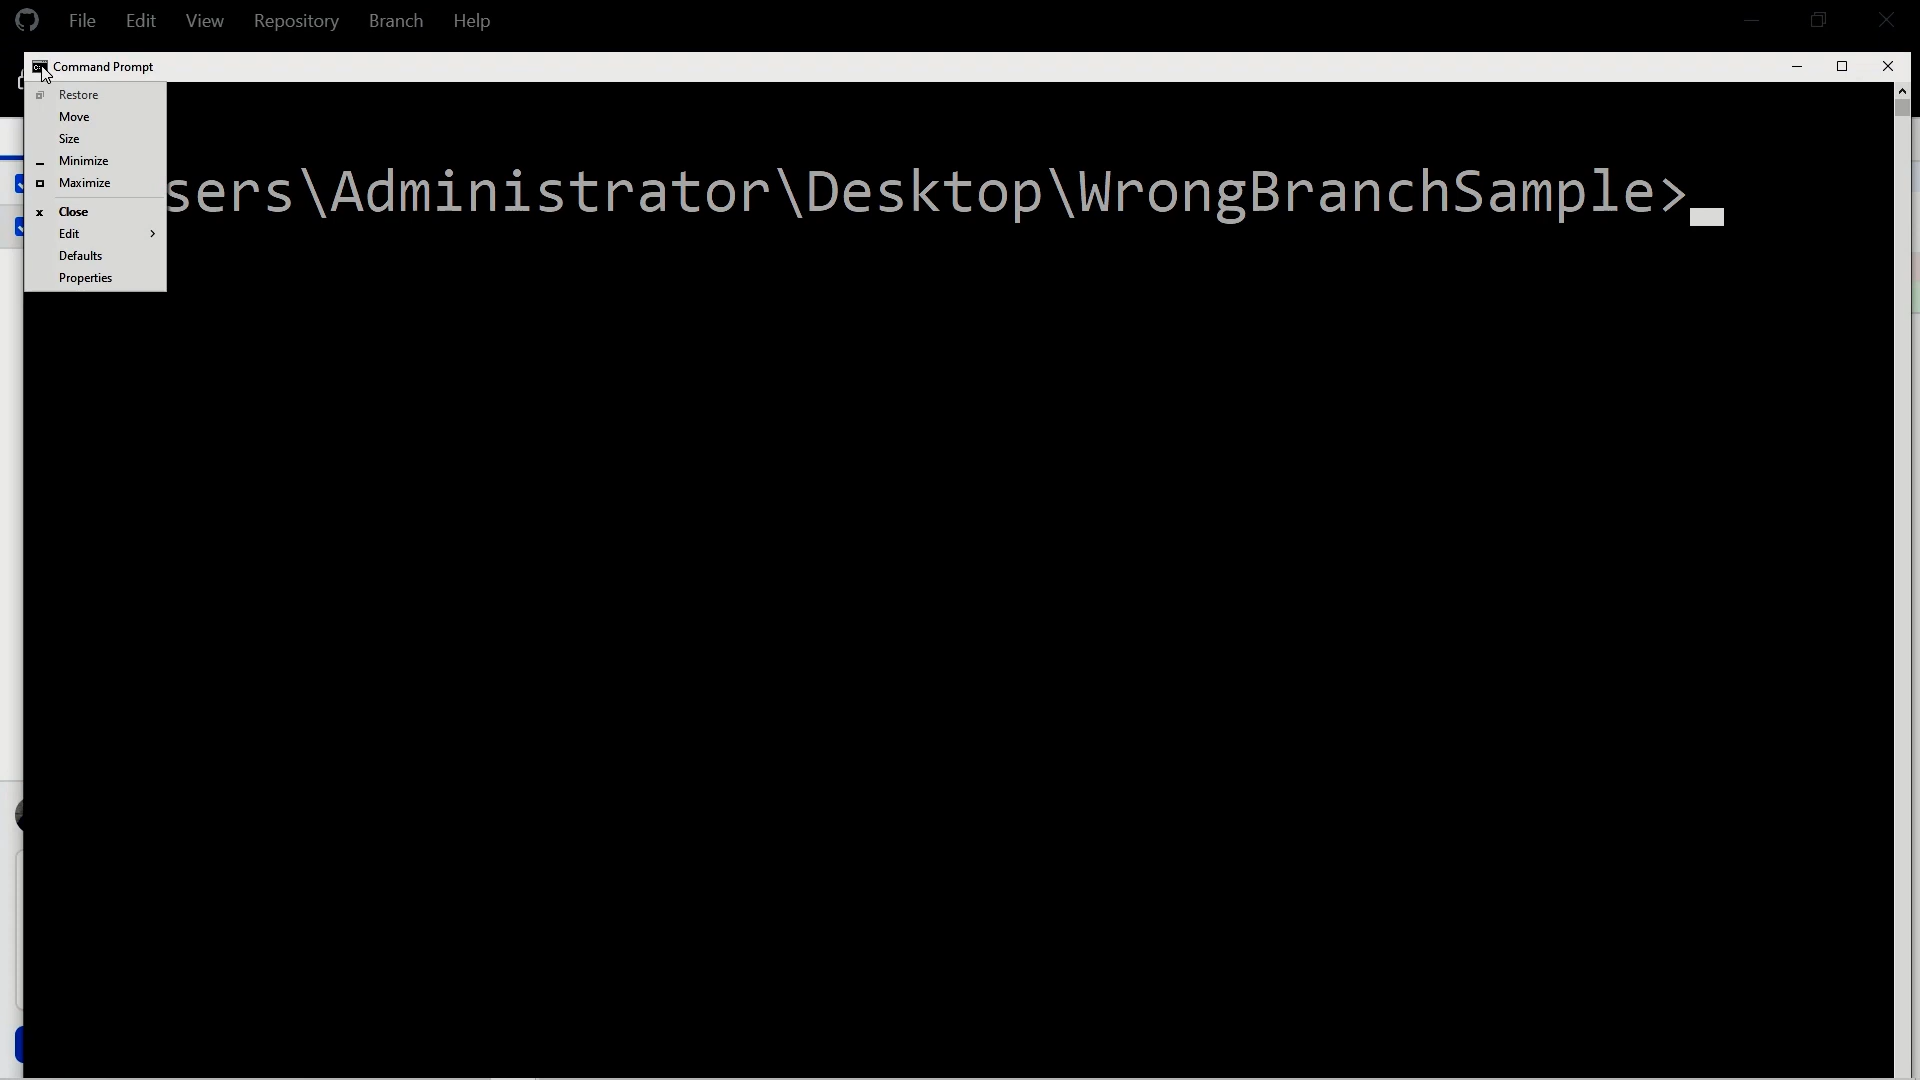 File Edit View Repository Branch Help
Command Prompt
Restore
Move
Size
Minimize
Maximize
sers\Administrator\Desktop\WrongBranchSample>
Close
Edit
Defaults
Properties